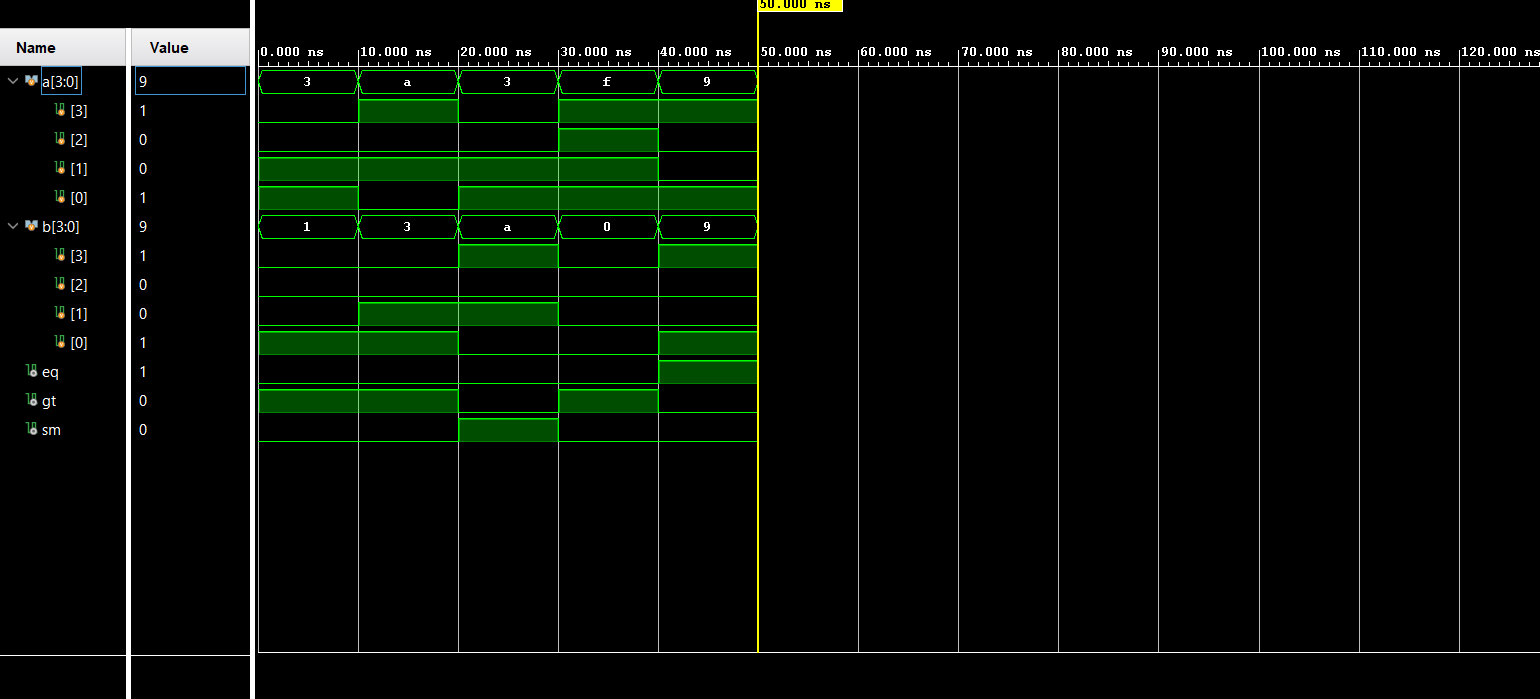 50.000 ns
Name Value
0.000 ns 10.000 ns 20.000 ns 30.000 ns 40.000 ns 50.000 ns 60.000 ns 70.000 ns 80.000 ns 90.000 ns 100.000 ns 110.000 ns 120.000 ns
a[3:0] 9 3 a 3 f 9
[3] 1
[2] 0
[1] 0
[0] 1
b[3:0] 9 1 3 a 0 9
[3] 1
[2] 0
[1] 0
[0] 1
eq 1
gt 0
sm 0